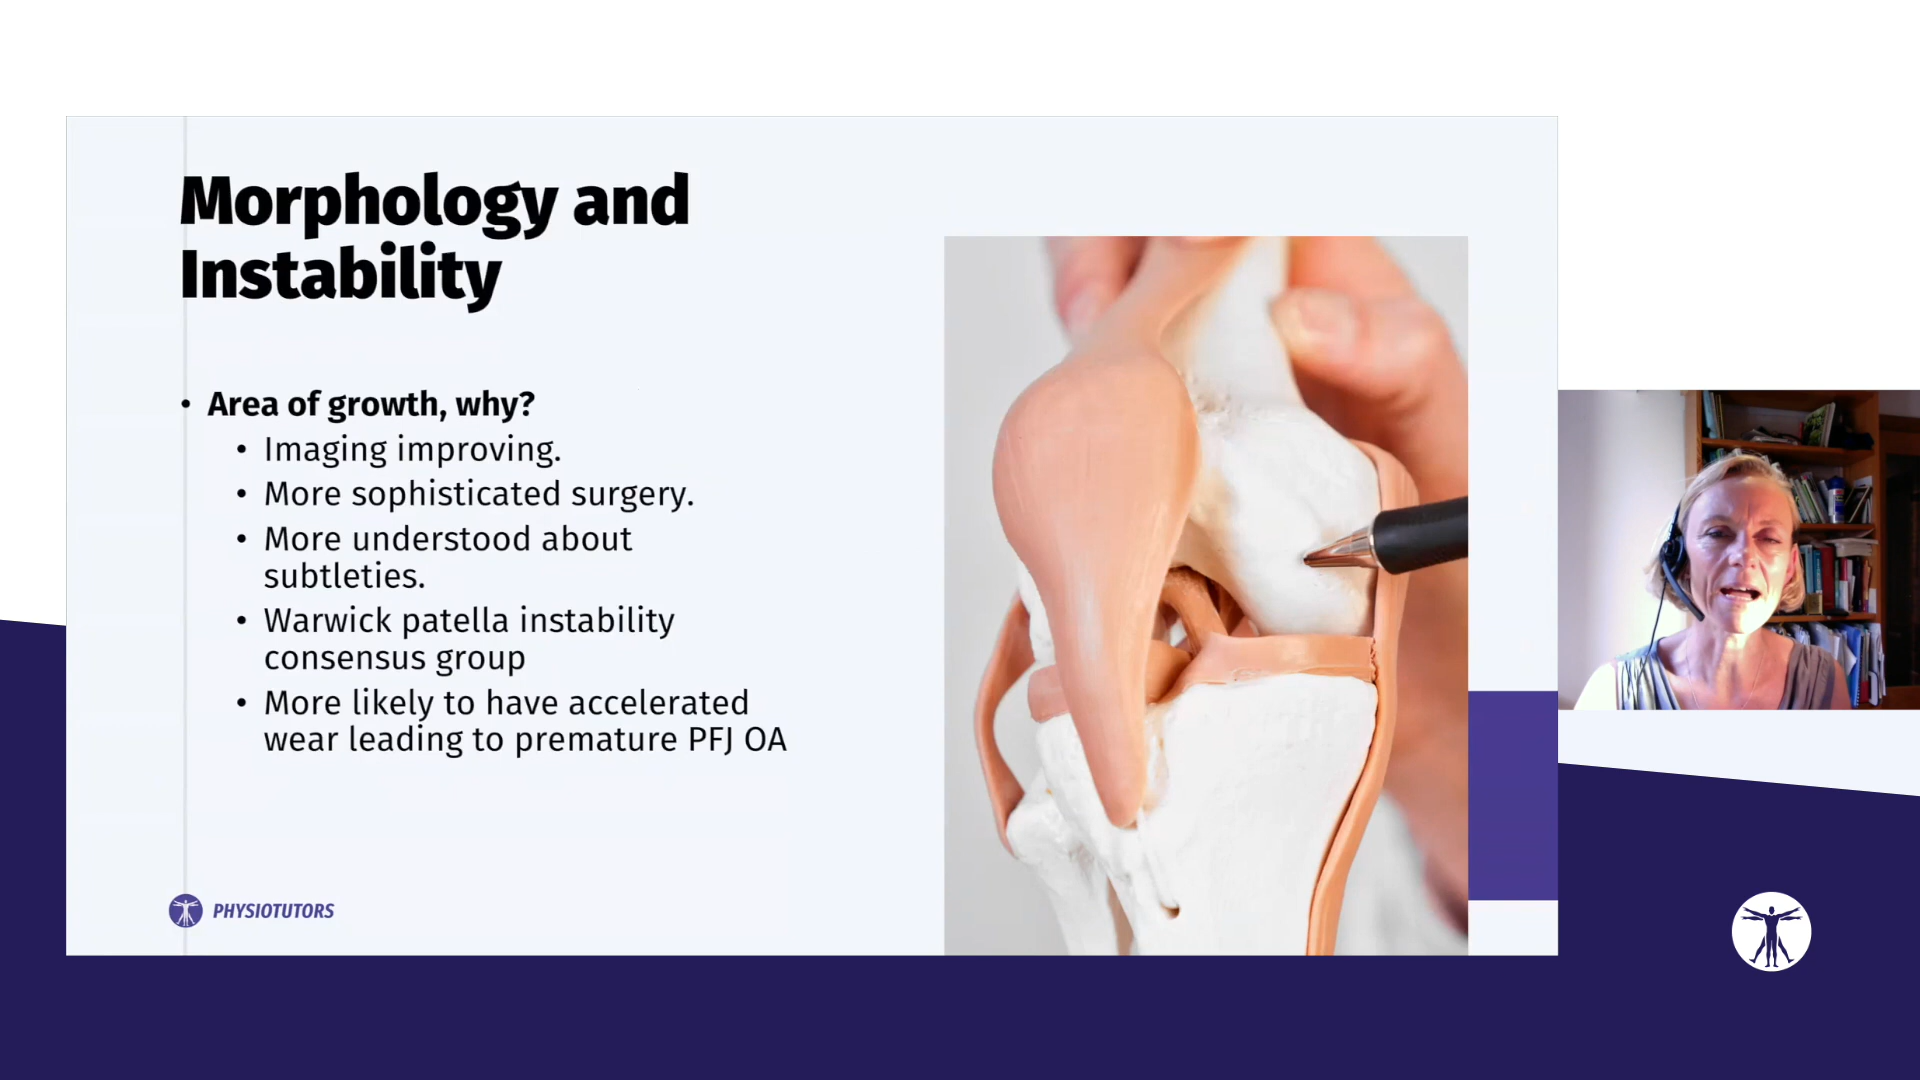 Morphology and
Instability
• Area of growth, why?
• Imaging improving.
• More sophisticated surgery.
• More understood about
subtleties.
• Warwick patella instability
consensus group
• More likely to have accelerated
wear leading to premature PFJ OA
PHYSIOTUTORS